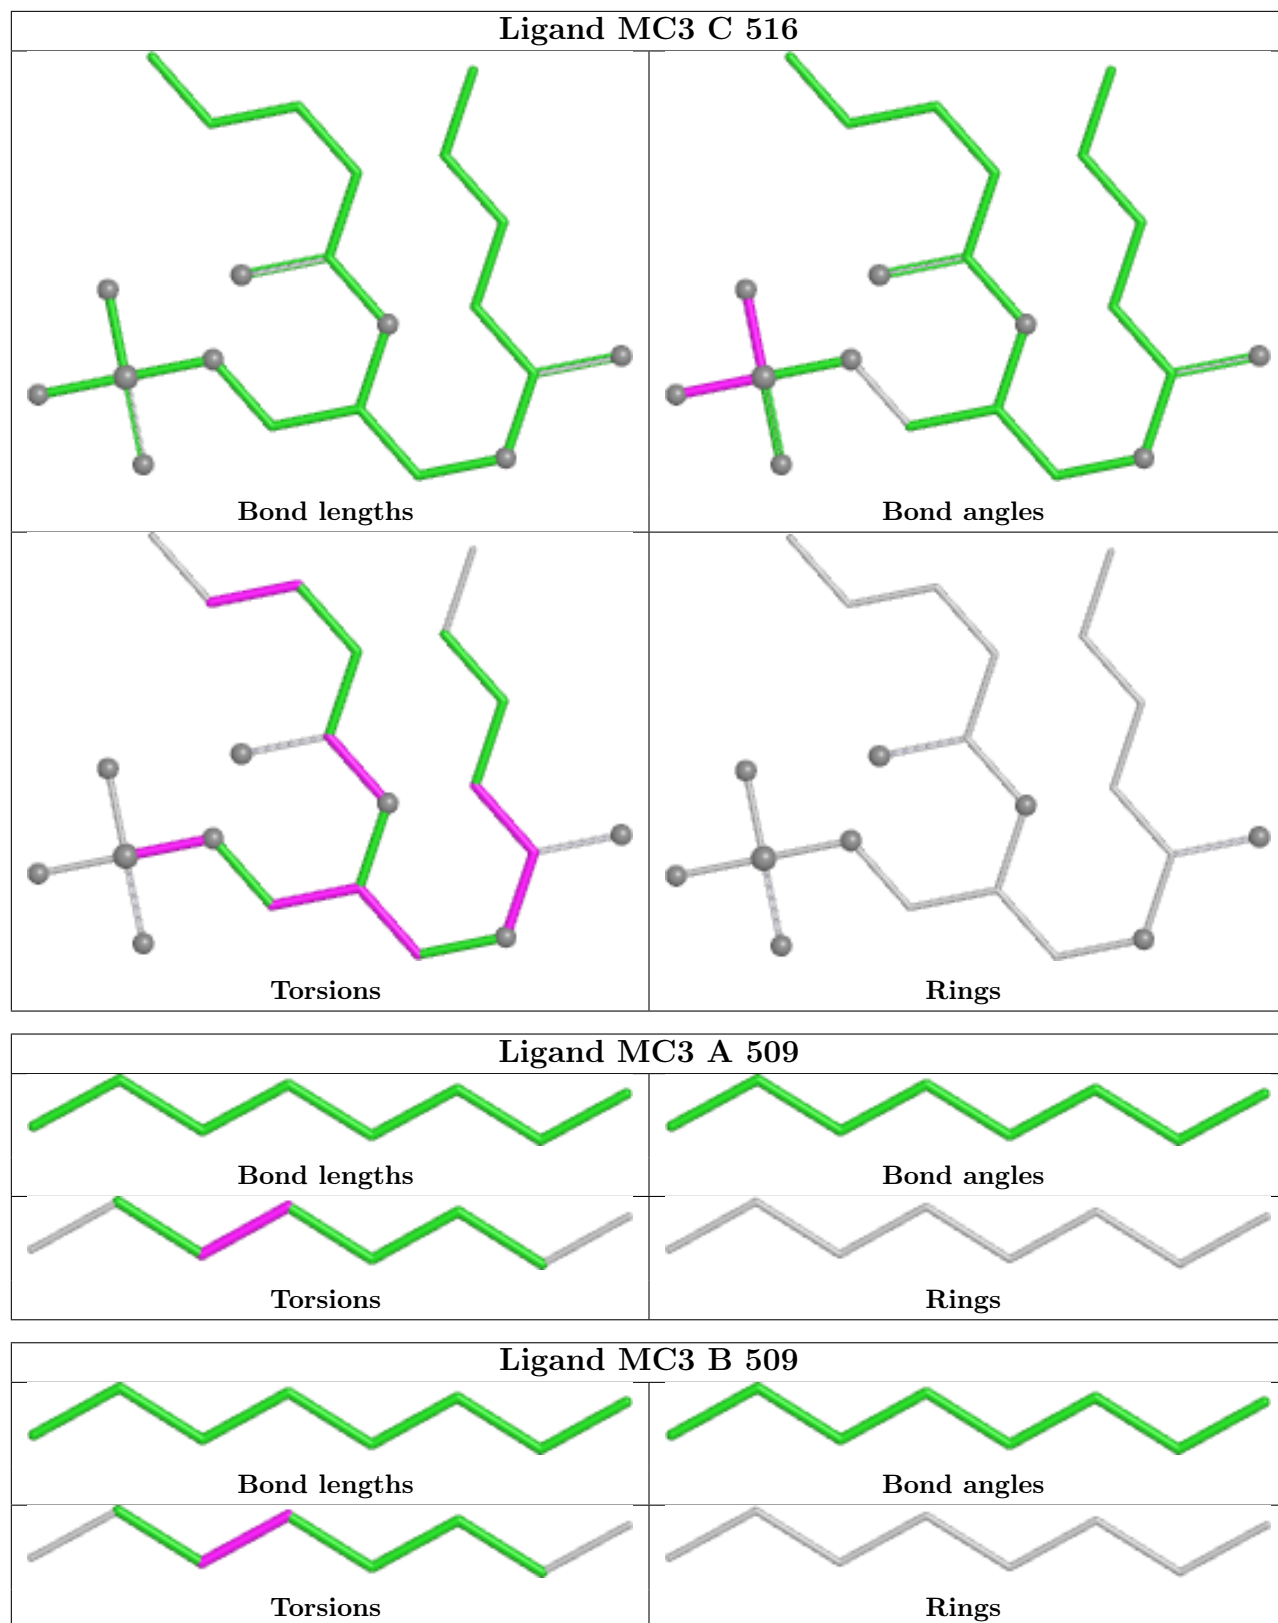 Ligand MC3 C 516
Bond lengths
Bond angles
Torsions
Rings
Ligand MC3 A 509
Bond lengths
Bond angles
Torsions
Rings
Ligand MC3 B 509
Bond lengths
Bond angles
Torsions
Rings